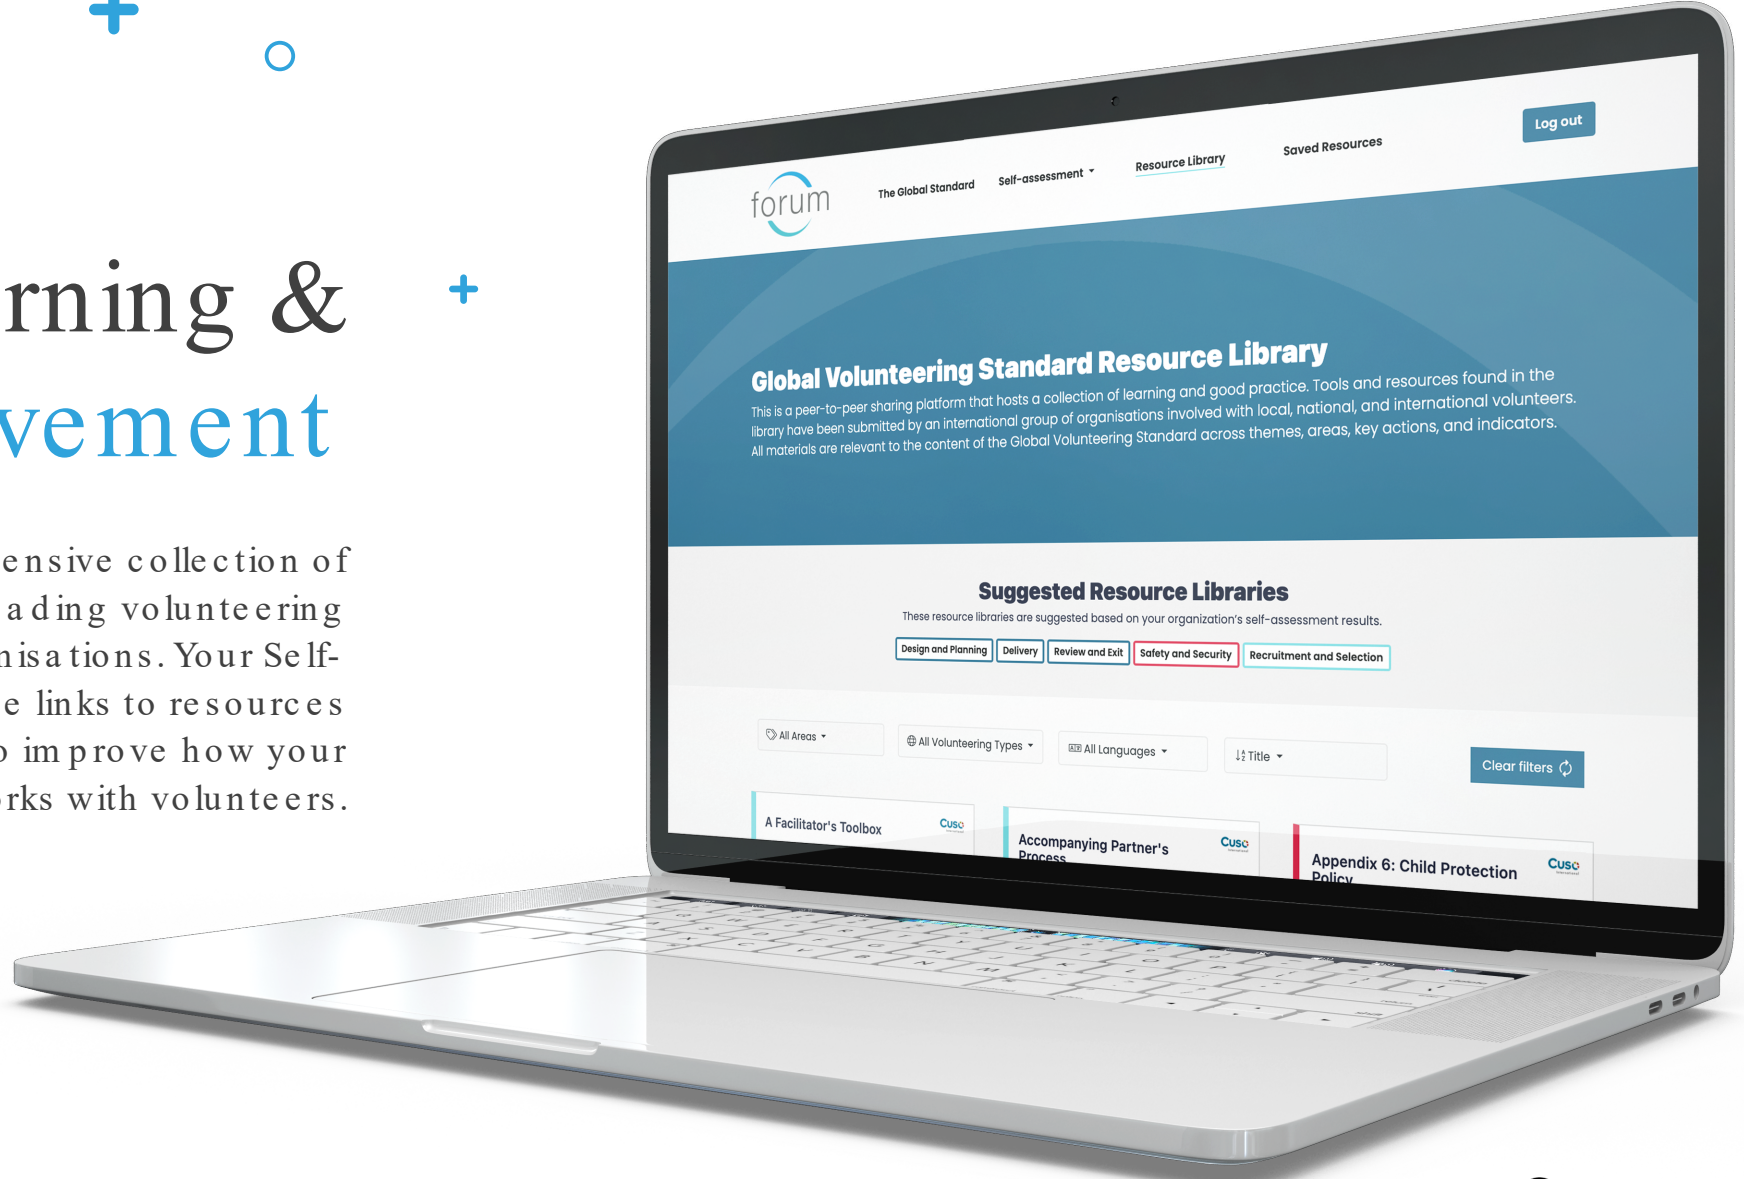 rning &
vement
ensive collection of
ading volunteering
nisations. Your Self-
e links to resources
o improve how your
rks with volunteers.
forum
The Global Standard
Self-assessment
Resource Library
Saved Resources
Log out
Global Volunteering Standard Resource Library
This is a peer-to-peer sharing platform that hosts a collection of learning and good practice. Tools and resources found in the
library have been submitted by an international group of organisations involved with local, national, and international volunteers.
All materials are relevant to the content of the Global Volunteering Standard across themes, areas, key actions, and indicators.
Suggested Resource Libraries
These resource libraries are suggested based on your organization's self-assessment results.
Design and Planning
Delivery
Review and Exit
Safety and Security
Recruitment and Selection
All Areas
All Volunteering Types
All Languages
Title
Clear filters
A Facilitator's Toolbox
Cuso
Accompanying Partner's
Process
Cuso
Appendix 6: Child Protection
Policy
Cuso